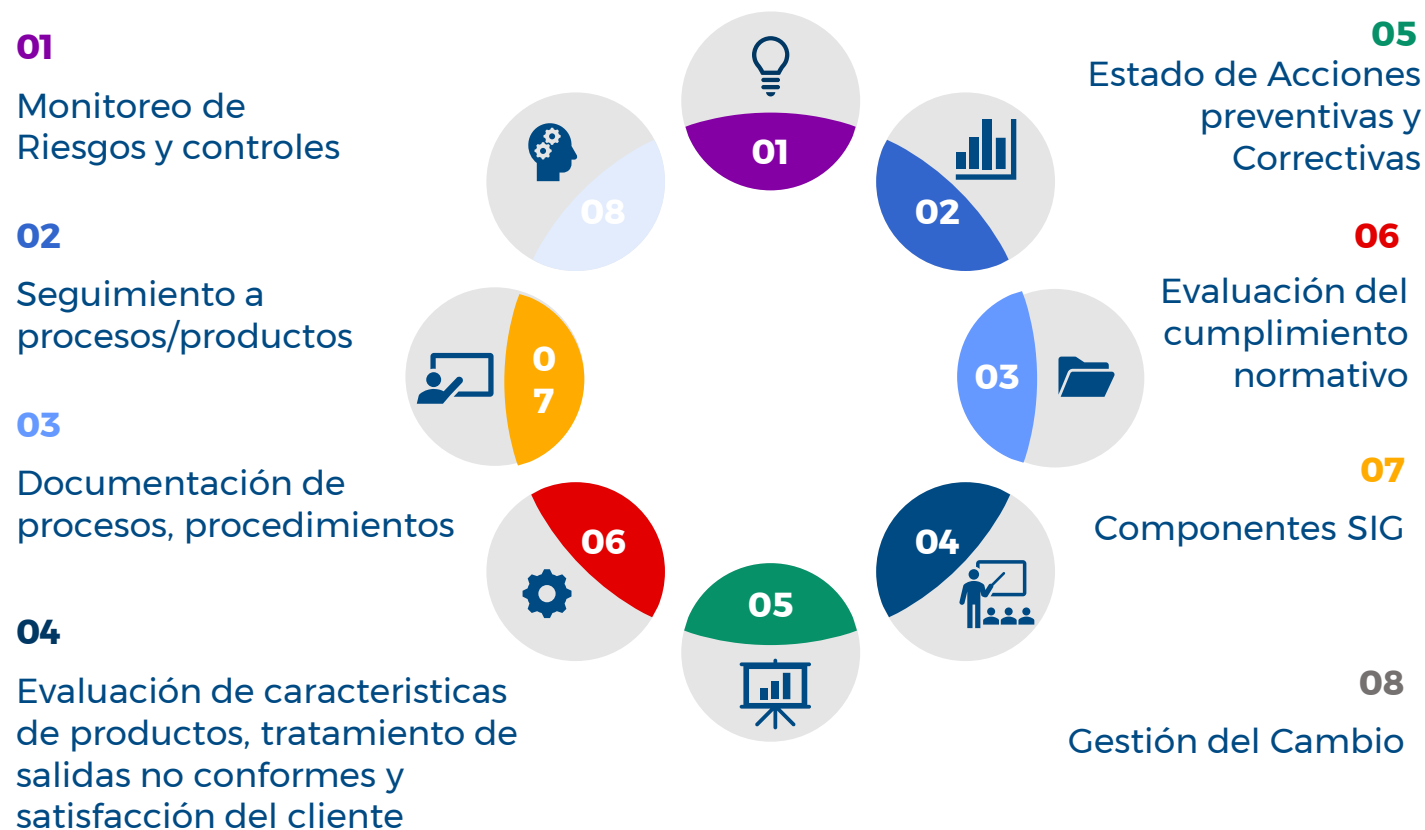 01
Monitoreo de
Riesgos y controles
02
Seguimiento a
procesos/productos
03
Documentación de
procesos, procedimientos
04
Evaluación de caracteristicas
de productos, tratamiento de
salidas no conformes y
satisfacción del cliente
01
02
03
04
05
06
0
7
08
05
Estado de Acciones
preventivas y
Correctivas
06
Evaluación del
cumplimiento
normativo
07
Componentes SIG
08
Gestión del Cambio